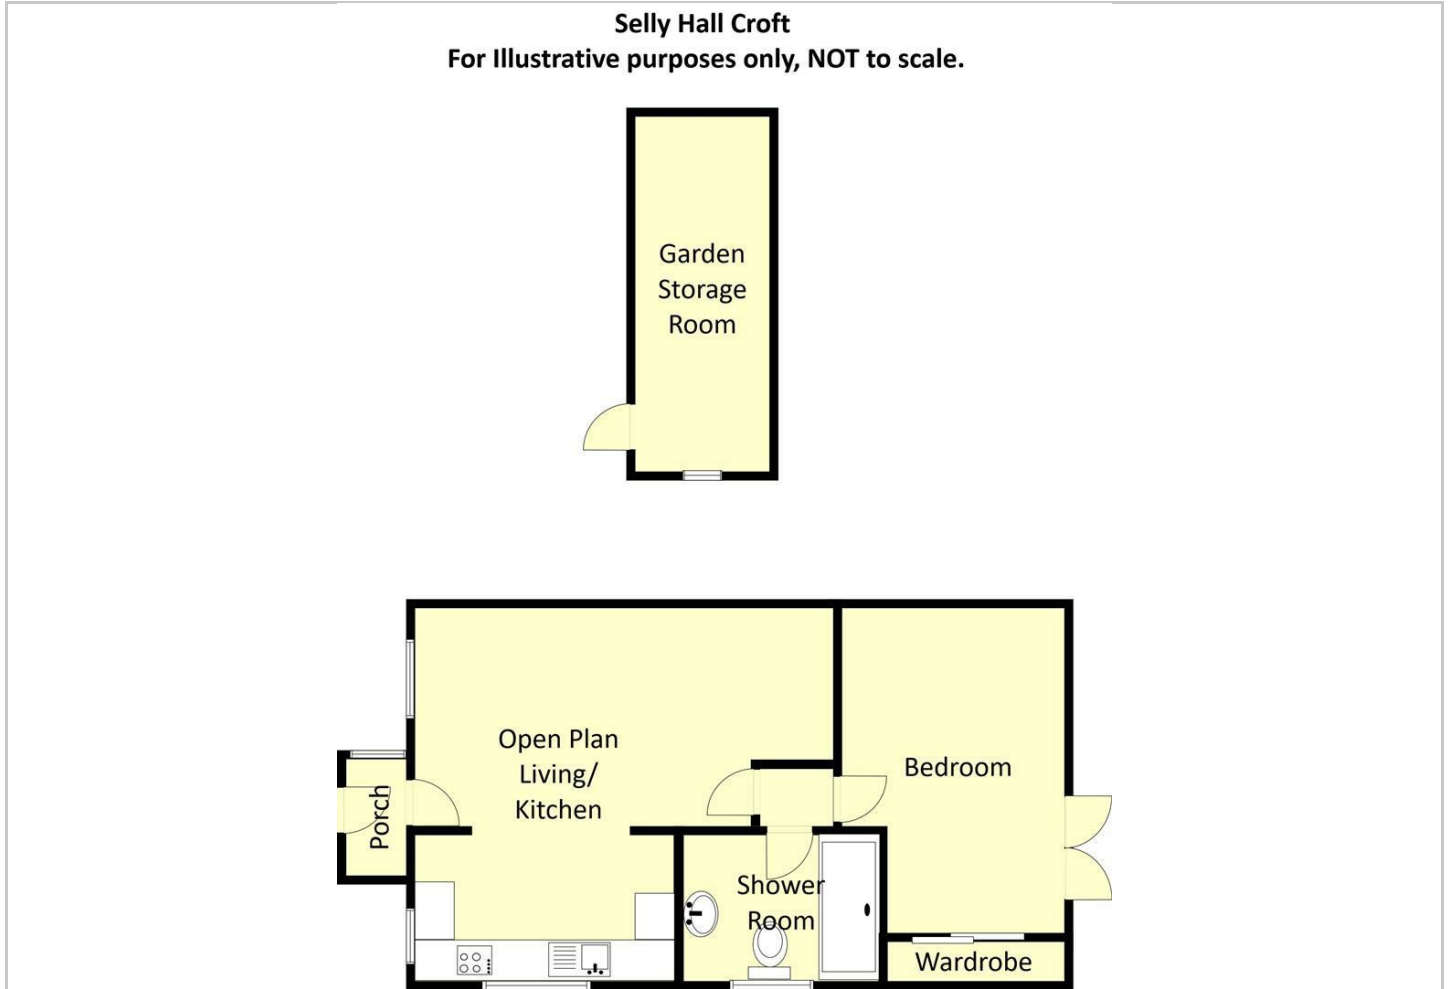 Selly Hall Croft
For Illustrative purposes only, NOT to scale.
Garden
Storage
Room
Open Plan
Living/
Kitchen
Bedroom
Porch
Shower
Room
Wardrobe